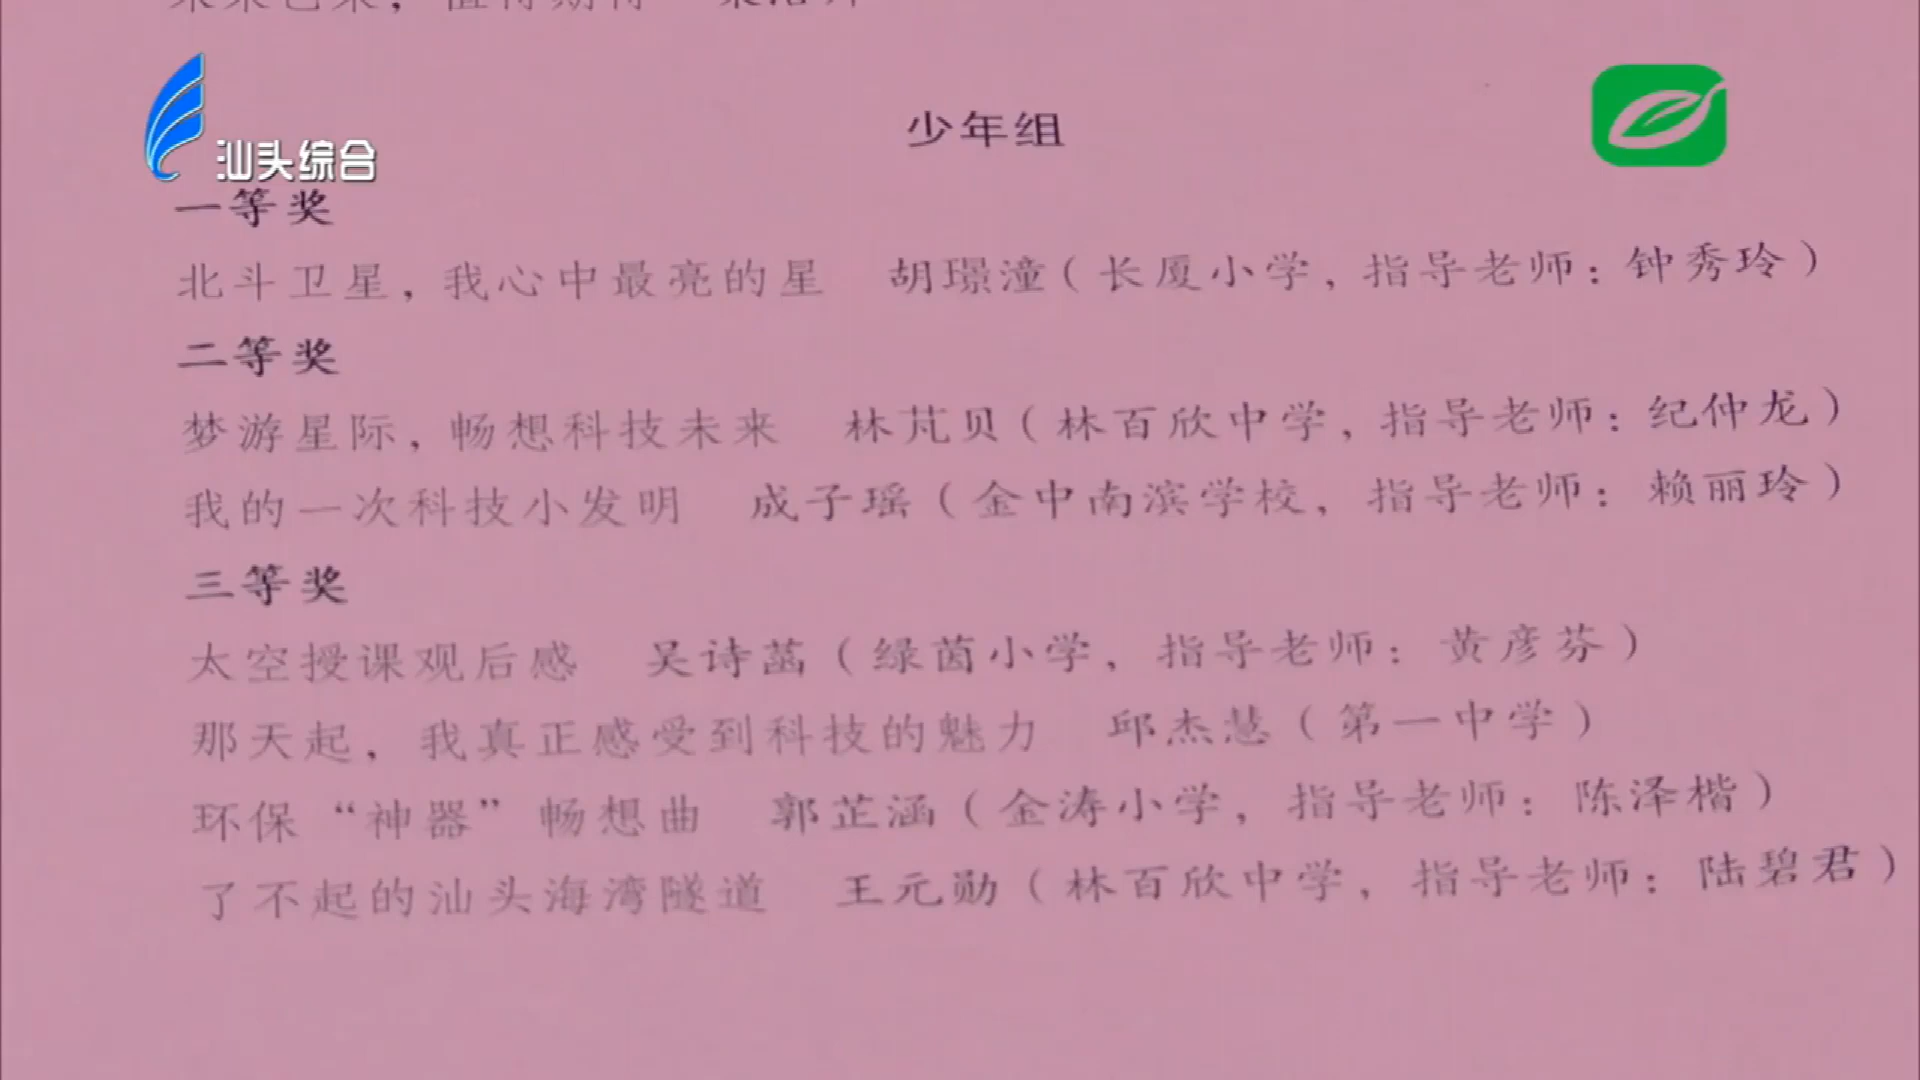 少年组
汕头综合
一等奖
北斗卫星，我心中最亮的星 胡璟潼（长厦小学，指导老师：钟秀玲）
二等奖
梦游星际，畅想科技未来 林芃贝（林百欣中学，指导老师：纪仲龙）
我的一次科技小发明 成子瑶（金中南滨学校，指导老师：赖丽玲）
三等奖
太空授课观后感 吴诗菡（绿茵小学，指导老师：黄彦芬）
那天起，我真正感受到科技的魅力 邱杰慧（第一中学）
环保“神器”畅想曲 郭芷涵（金涛小学，指导老师：陈泽楷）
了不起的汕头海湾隧道 王元勋（林百欣中学，指导老师：陆碧君）